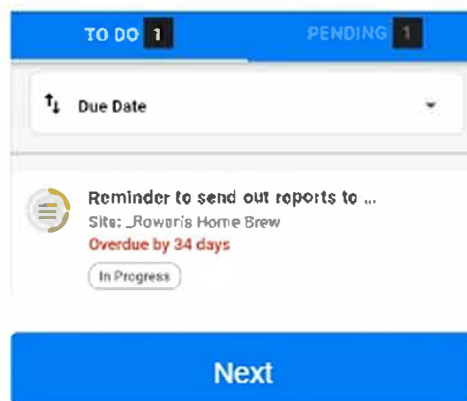 TO DO 1
PENDING 1
Due Date
Reminder to send out reports to ...
Site: _Rowan's Home Brew
Overdue by 34 days
In Progress
Next